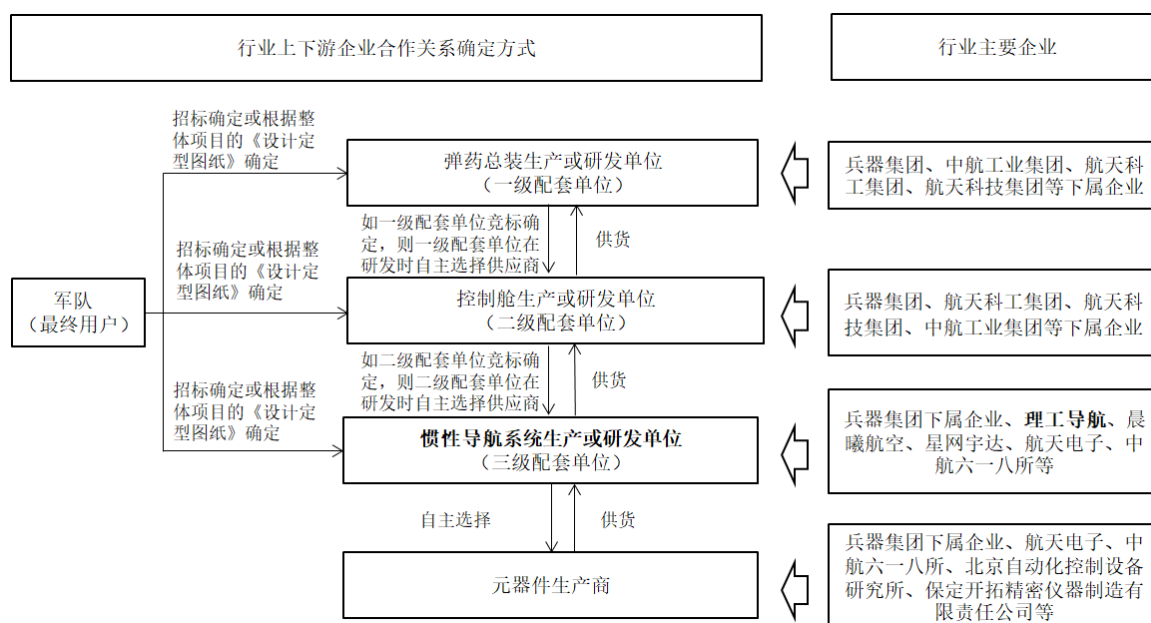 行业上下游企业合作关系确定方式
行业主要企业
招标确定或根据整
体项目的《设计定
型图纸》确定
弹药总装生产或研发单位
（一级配套单位）
兵器集团、中航工业集团、航天科
工集团、航天科技集团等下属企业
如一级配套单位竞标确
定，则一级配套单位在
研发时自主选择供应商
供货
招标确定或根据整
体项目的《设计定
型图纸》确定
军队
（最终用户）
控制舱生产或研发单位
（二级配套单位）
兵器集团、航天科工集团、航天科
技集团、中航工业集团等下属企业
如二级配套单位竞标确
定，则二级配套单位在
研发时自主选择供应商
供货
招标确定或根据整
体项目的《设计定
型图纸》确定
惯性导航系统生产或研发单位
（三级配套单位）
兵器集团下属企业、理工导航、晨
曦航空、星网宇达、航天电子、中
航六一八所等
自主选择
供货
元器件生产商
兵器集团下属企业、航天电子、中
航六一八所、北京自动化控制设备
研究所、保定开拓精密仪器制造有
限责任公司等